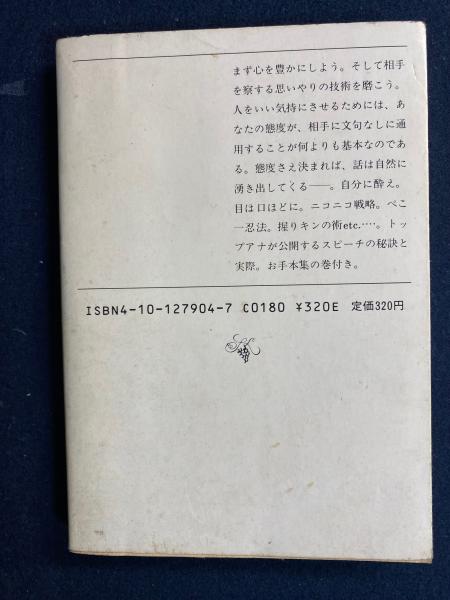 まず心を豊かにしよう。そして相手
を察する思いやりの技術を磨こう。
人をいい気持にさせるためには、あ
なたの態度が、相手に文句なしに通
用することが何よりも基本なのであ
る。態度さえ決まれば、話は自然に
湧き出してくる——。自分に酔え。
目は口ほどに。ニコニコ戦略。ペコ
一忍法。握りキンの術etc.‥‥。トッ
プアナが公開するスピーチの秘訣と
実際。お手本集の巻付き。
ISBN4-10-127904-7 C0180 ¥320E 定価320円